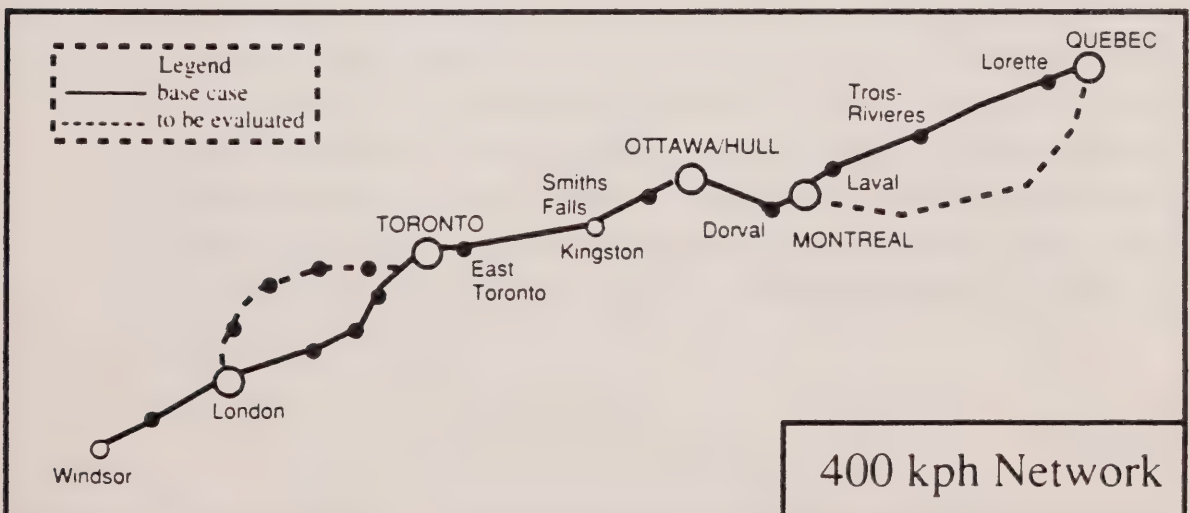 Legend
base case
to be evaluated
QUEBEC
Lorette
Trois-
Rivieres
OTTAWA/HULL
Smiths
Falls
Laval
TORONTO
Dorval
MONTREAL
Kingston
East
Toronto
London
Windsor
400 kph Network